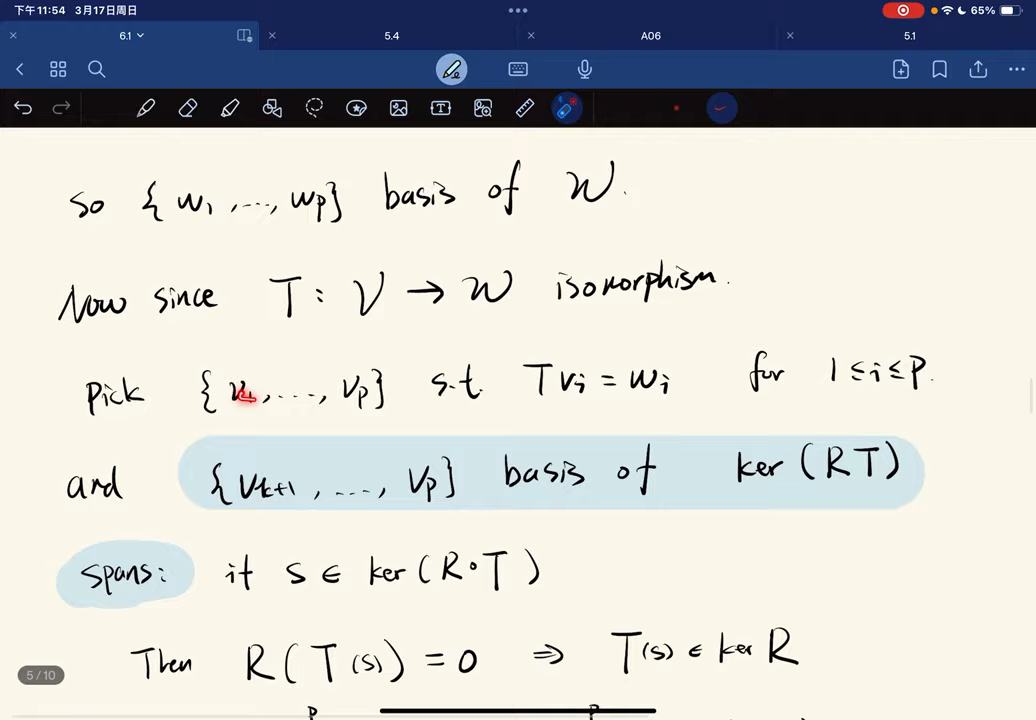 下午11:54 3月17日周日
65%
6.1
5.4
A06
5.1
So { w1 , ..., wp} basis of W.
Now since T : V → W isomorphism.
Pick { v1, ..., vp} s.t. Tvi = wi for 1 ≤ i ≤ P.
and {vk+1 , ..., vp} basis of ker (RT)
spans: if s ∈ ker (R∘T)
Then R(T(s)) = 0 ⇒ T(s) ∈ ker R
5 / 10